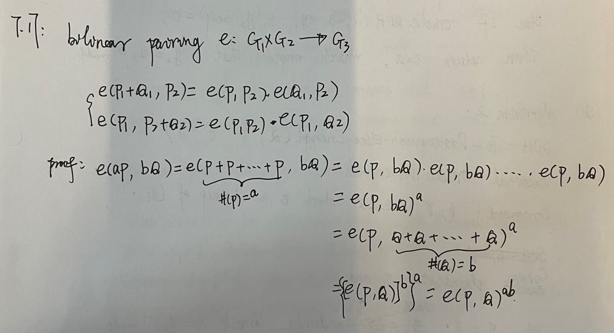 7.17: bilinear pairing e: G₁×G₂ → G₃
e(P₁+Q₁, P₂) = e(P₁, P₂)·e(Q₁, P₂)
e(P₁, P₂+Q₂) = e(P₁ P₂)·e(P₁, Q2)
proof: e(aP, bQ) = e(P+P+···+P, bQ) = e(P, bQ)·e(P, bQ)·····e(P, bQ)
#(P)=a
= e(P, bQ)ᵃ
= e(P, Q+Q+···+Q)ᵃ
#(Q)=b
={[e(P,Q)]ᵇ}ᵃ = e(P, Q)ᵃᵇ